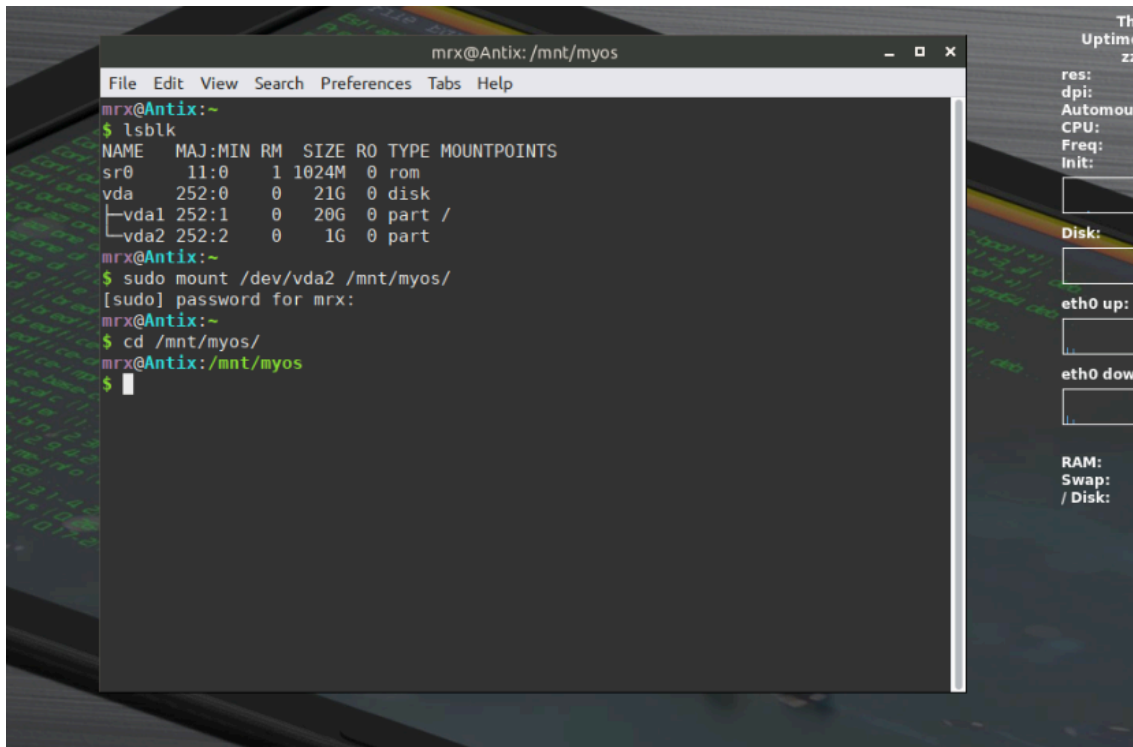 mrx@Antix: /mnt/myos
File Edit View Search Preferences Tabs Help
mrx@Antix:~
$ lsblk
NAME   MAJ:MIN RM  SIZE RO TYPE MOUNTPOINTS
sr0     11:0    1 1024M  0 rom
vda    252:0    0   21G  0 disk
├─vda1 252:1    0   20G  0 part /
└─vda2 252:2    0    1G  0 part
mrx@Antix:~
$ sudo mount /dev/vda2 /mnt/myos/
[sudo] password for mrx:
mrx@Antix:~
$ cd /mnt/myos/
mrx@Antix:/mnt/myos
$
res:
dpi:
CPU:
Freq:
Init:
Disk:
eth0 up:
RAM:
Swap:
/ Disk: